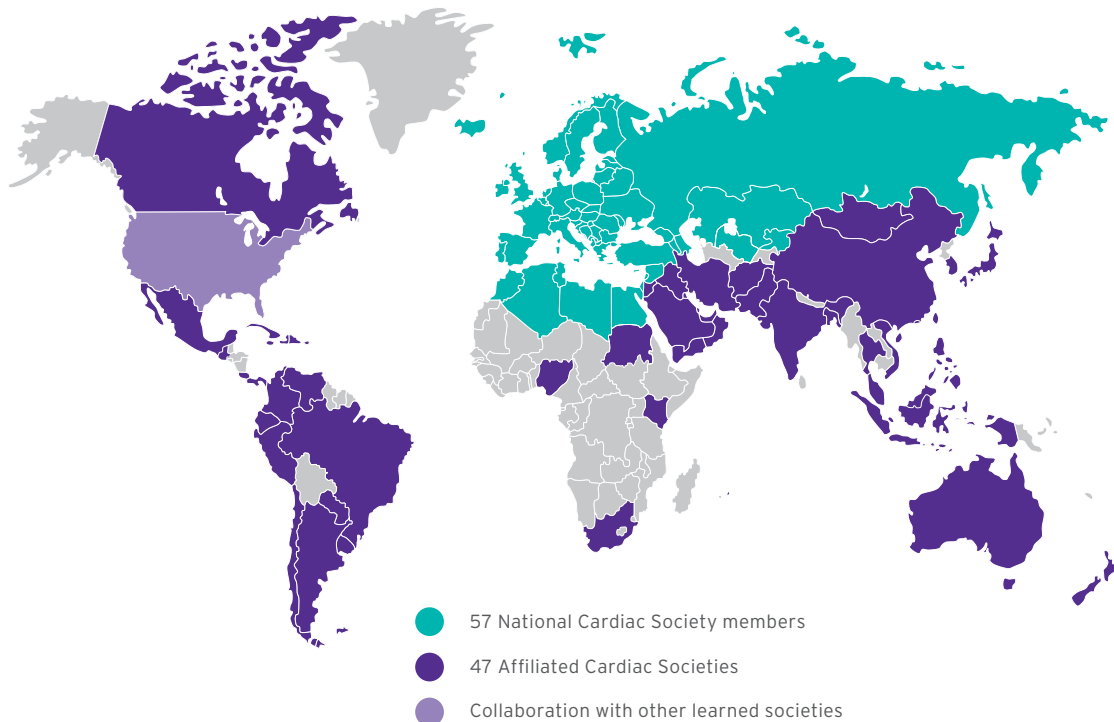 57 National Cardiac Society members
47 Affiliated Cardiac Societies
Collaboration with other learned societies